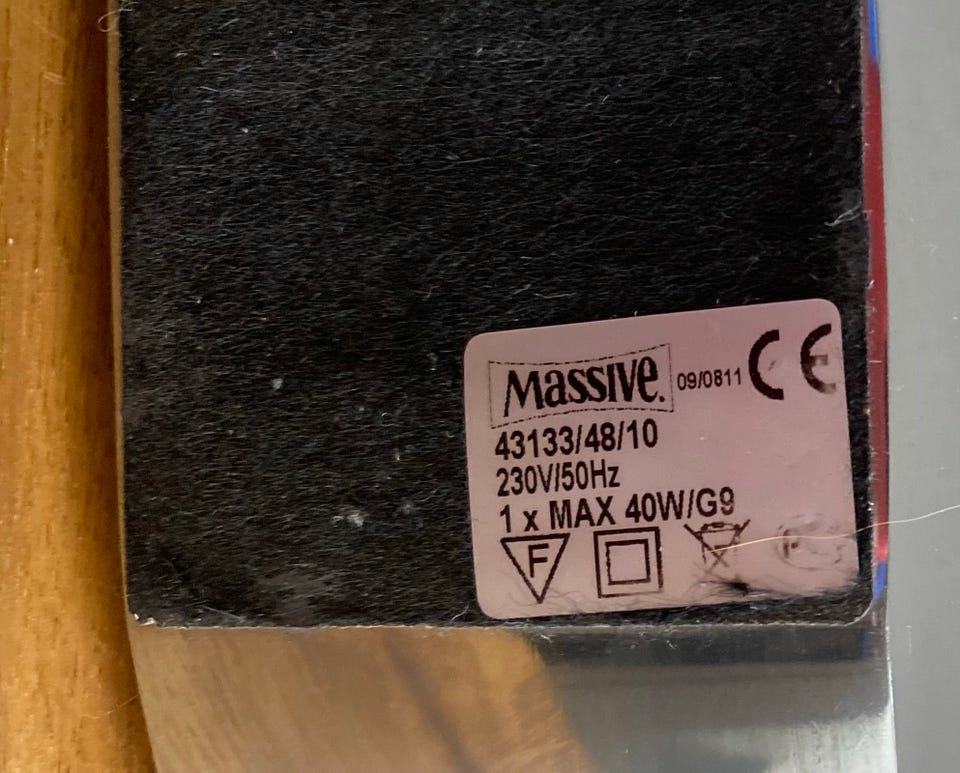 Massive. 09/0811 CE
43133/48/10
230V/50Hz
1 x MAX 40W/G9
F